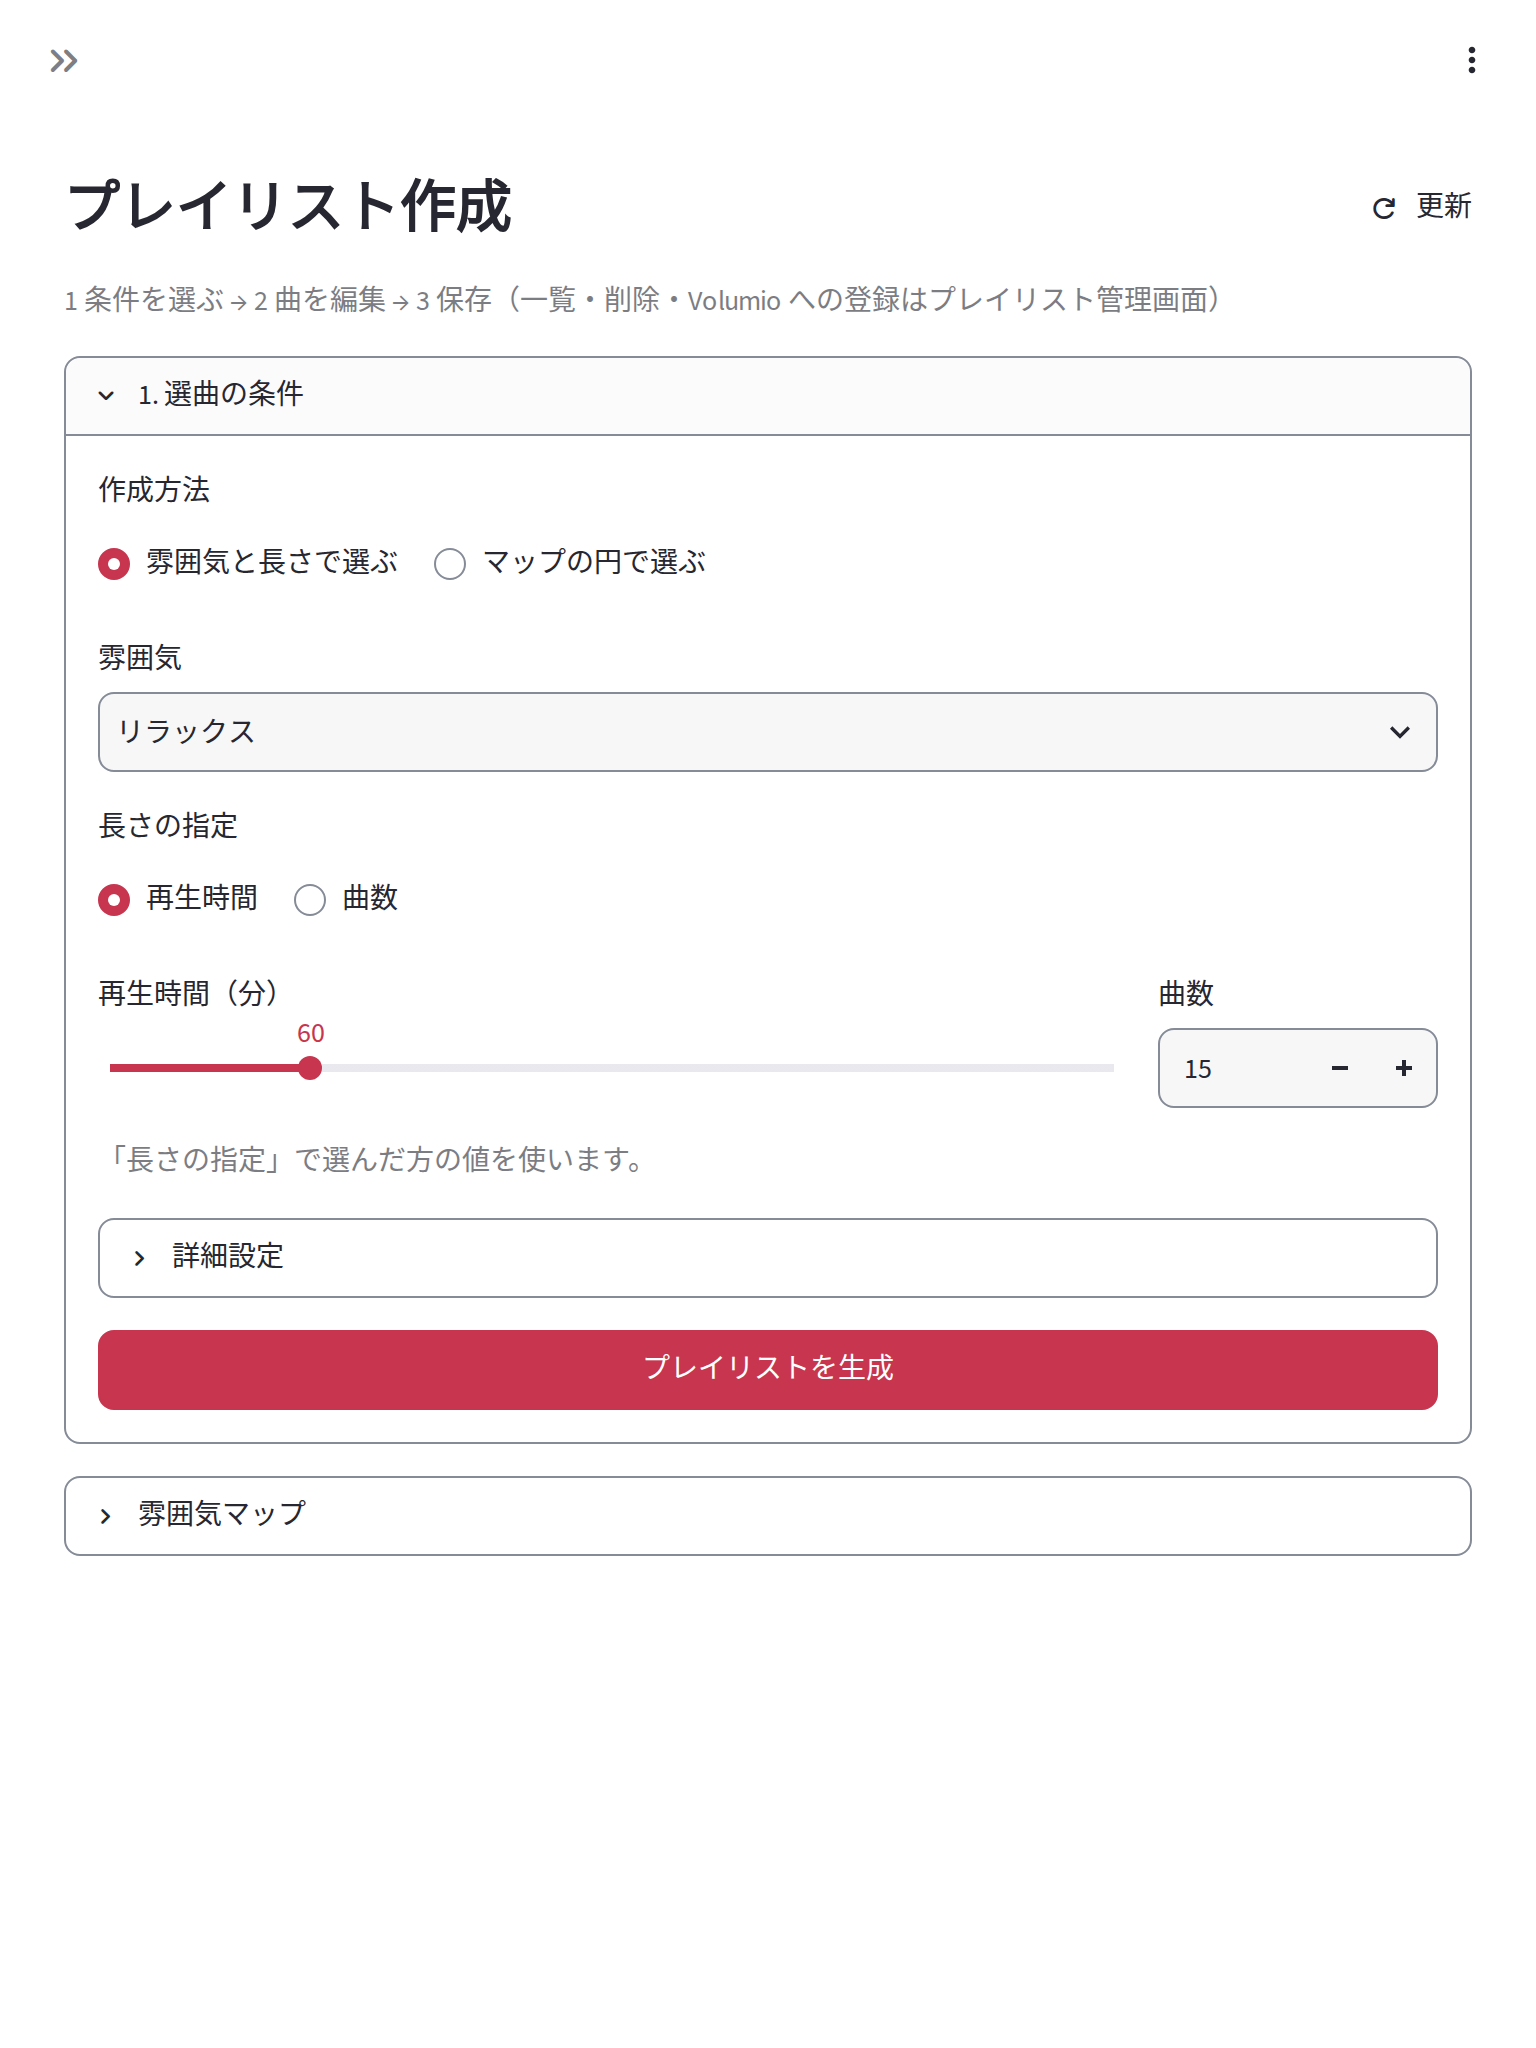 プレイリスト作成
更新
1 条件を選ぶ → 2 曲を編集 → 3 保存（一覧・削除・Volumio への登録はプレイリスト管理画面）
1. 選曲の条件
作成方法
雰囲気と長さで選ぶ マップの円で選ぶ
雰囲気
リラックス
長さの指定
再生時間 曲数
再生時間（分） 曲数
60
15
「長さの指定」で選んだ方の値を使います。
詳細設定
プレイリストを生成
雰囲気マップ